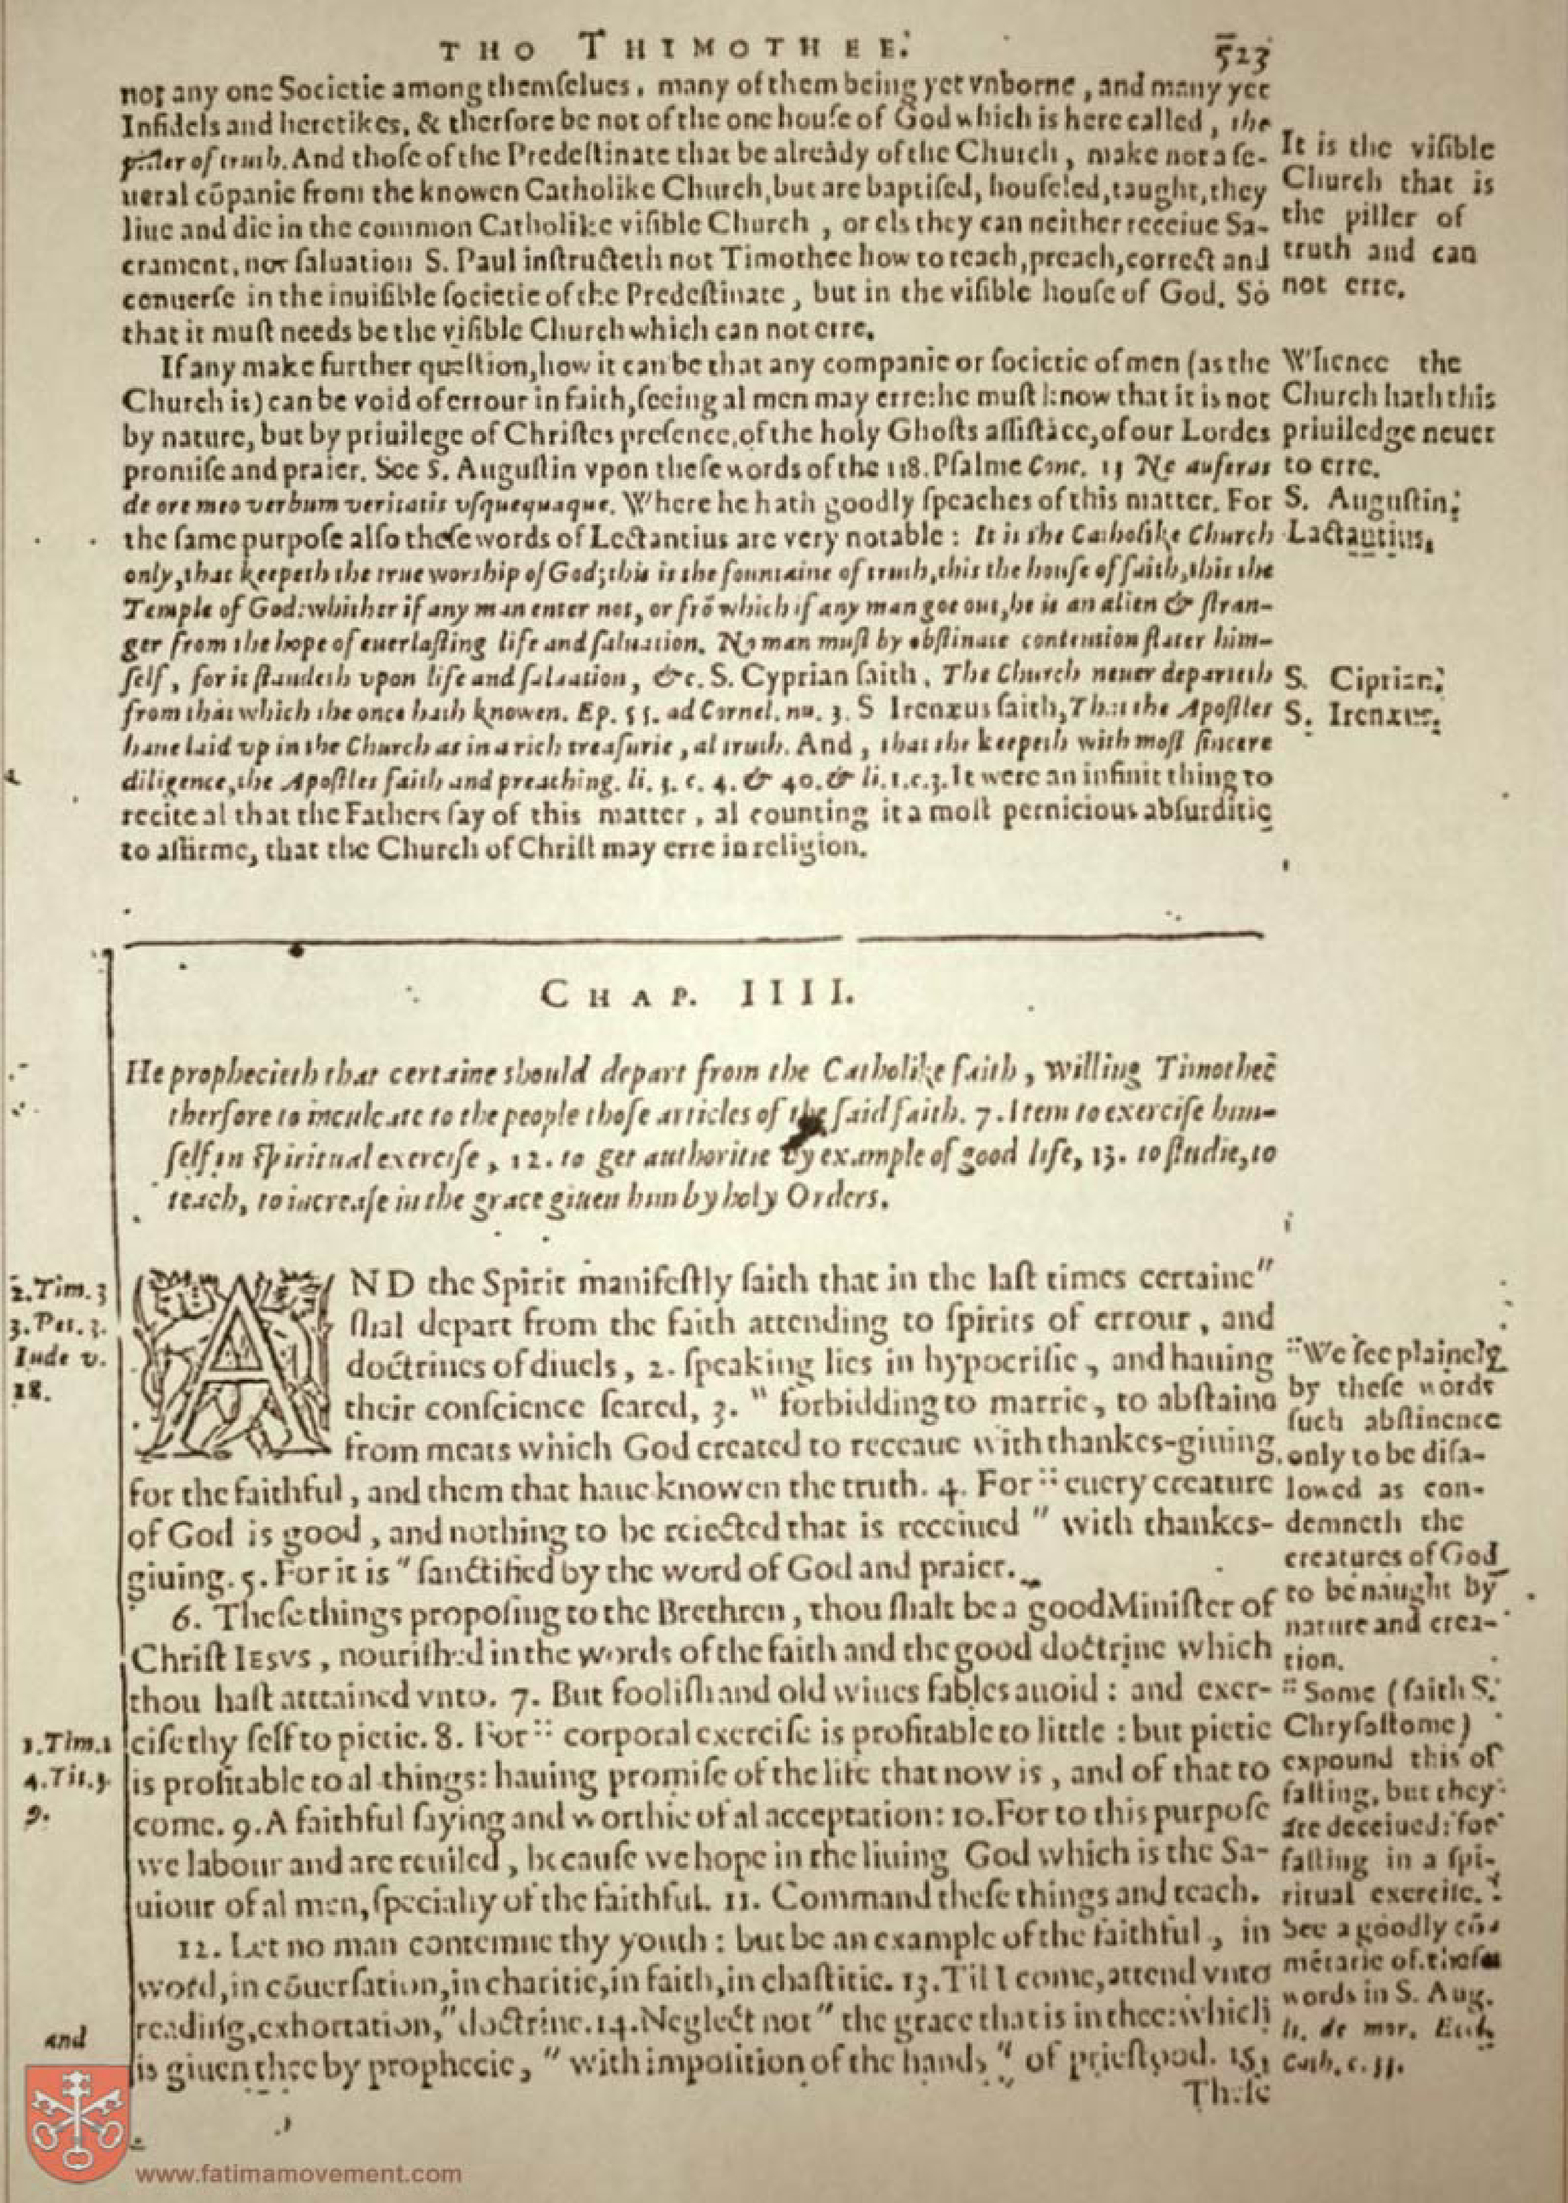 THO THIMOTHEE. 523
not any one Societie among themſelues, many of them being yet vnborne, and many yet
Infidels and heretikes, & therfore be not of the one houſe of God which is here called, the
piller of truth. And thoſe of the Predeſtinate that be already of the Church, make not a ſe-
ueral cõpanie from the knowen Catholike Church, but are baptiſed, houſeled, taught, they
liue and die in the common Catholike viſible Church, or els they can neither receiue Sa-
crament, nor ſaluation S. Paul inſtructeth not Timothee how to teach, preach, correct and
conuerſe in the inuiſible ſocietie of the Predeſtinate, but in the viſible houſe of God. So
that it muſt needs be the viſible Church which can not erre.
It is the viſible
Church that is
the piller of
truth and can
not erre.
If any make further queſtion, how it can be that any companie or ſocietie of men (as the
Church is) can be void of errour in faith, ſeeing al men may erre: he muſt know that it is not
by nature, but by priuilege of Chriſtes preſence, of the holy Ghoſts aſſiſtãce, of our Lordes
promiſe and praier. See S. Auguſtin vpon theſe words of the 118. Pſalme Conc. 13 Ne auferas
de ore meo verbum veritatis vſquequaque. Where he hath goodly ſpeaches of this matter. For
the ſame purpoſe alſo theſe words of Lectantius are very notable: It is the Catholike Church
only, that keepeth the true worship of God; this is the fountaine of truth, this the houſe of faith, this the
Temple of God: whither if any man enter not, or frõ which if any man goe out, he is an alien & ſtran-
ger from the hope of euerlaſting life and ſaluation. No man muſt by obſtinate contention flater him-
ſelf, for it ſtandeth vpon life and ſaluation, &c. S. Cyprian ſaith, The Church neuer departeth
from that which she once hath knowen. Ep. 55. ad Cornel. nu. 3. S Irenæus ſaith, That the Apoſtles
haue laid vp in the Church as in a rich treaſurie, al truth. And, that she keepeth with moſt ſincere
diligence, the Apoſtles faith and preaching. li. 3. c. 4. & 40. & li. 1. c. 3. It were an infinit thing to
recite al that the Fathers ſay of this matter, al counting it a moſt pernicious abſurditie
to affirme, that the Church of Chriſt may erre in religion.
Whence the
Church hath this
priuiledge neuer
to erre.
S. Auguſtin.
Lactantius.
S. Ciprian.
S. Irenæus.
CHAP. IIII.
He prophecieth that certaine should depart from the Catholike faith, willing Timothee
therfore to inculcate to the people thoſe articles of the ſaid faith. 7. Item to exerciſe him-
ſelf in ſpiritual exerciſe, 12. to get authoritie by example of good life, 13. to ſtudie, to
teach, to increaſe in the grace giuen him by holy Orders.
2. Tim. 3
3. Pet. 3.
Iude v.
18.
AND the Spirit manifeſtly ſaith that in the laſt times certaine"
ſhal depart from the faith attending to ſpirits of errour, and
doctrines of diuels, 2. ſpeaking lies in hypocriſie, and hauing
their conſcience ſeared, 3. " forbidding to marrie, to abſtaine
from meats which God created to receaue with thankes-giuing
for the faithful, and them that haue knowen the truth. 4. For :: euery creature
of God is good, and nothing to be reiected that is receiued " with thankes-
giuing. 5. For it is " ſanctified by the word of God and praier.
6. Theſe things propoſing to the Brethren, thou ſhalt be a good Miniſter of
Chriſt IESVS, nouriſhed in the words of the faith and the good doctrine which
thou haſt attained vnto. 7. But fooliſh and old wiues fables auoid: and exer-
ciſe thy ſelf to pietie. 8. For :: corporal exerciſe is profitable to little: but pietie
is profitable to al things: hauing promiſe of the life that now is, and of that to
come. 9. A faithful ſaying and worthie of al acceptation: 10. For to this purpoſe
we labour and are reuiled, becauſe we hope in the liuing God which is the Sa-
uiour of al men, ſpecially of the faithful. 11. Command theſe things and teach.
12. Let no man contemne thy youth: but be an example of the faithful, in
word, in cõuerſation, in charitie, in faith, in chaſtitie. 13. Til I come, attend vnto
reading, exhortation, "doctrine. 14. Neglect not " the grace that is in thee: which
is giuen thee by prophecie, " with impoſition of the hands " of prieſthood. 15.
Theſe
:: We ſee plainely
by theſe words
ſuch abſtinence
only to be diſa-
lowed as con-
demneth the
creatures of God
to be naught by
nature and crea-
tion.
:: Some (ſaith S.
Chryſoſtome)
expound this of
faſting, but they
are deceiued: for
faſting is a ſpi-
ritual exerciſe.
See a goodly cõ-
mẽtarie of theſe
words in S. Aug.
li. de mor. Eccl.
Cath. c. 33.
1. Tim. 1
4. Tit. 3.
9.
and
www.fatimamovement.com